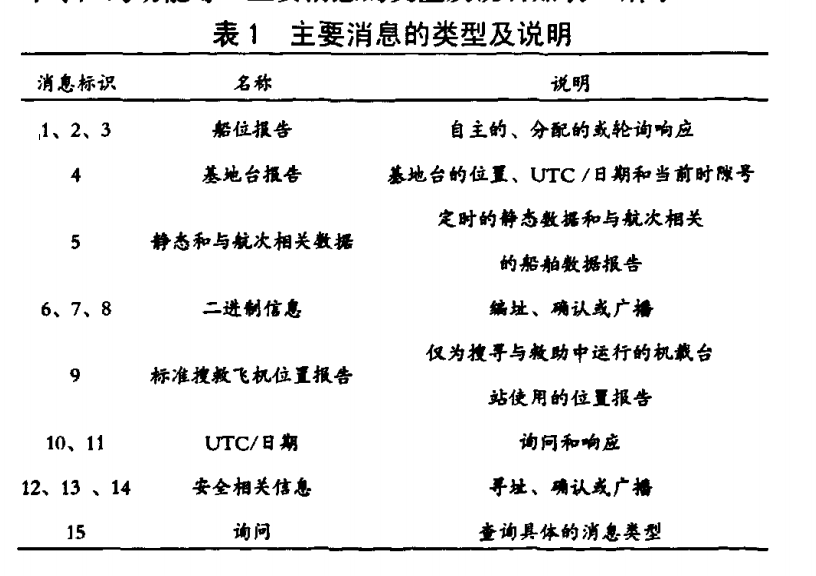 表1 主要消息的类型及说明
消息标识 名称 说明
1、2、3 船位报告 自主的、分配的或轮询响应
4 基地台报告 基地台的位置、UTC/日期和当前时隙号
定时的静态数据和与航次相关
5 静态和与航次相关数据
的船舶数据报告
6、7、8 二进制信息 编址、确认或广播
仅为搜寻与救助中运行的机载台
9 标准搜救飞机位置报告
站使用的位置报告
10、11 UTC/日期 询问和响应
12、13、14 安全相关信息 寻址、确认或广播
15 询问 查询具体的消息类型